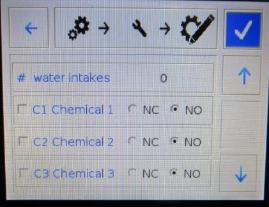 # water intakes 0
C1 Chemical 1 NC NO
C2 Chemical 2 NC NO
C3 Chemical 3 NC NO